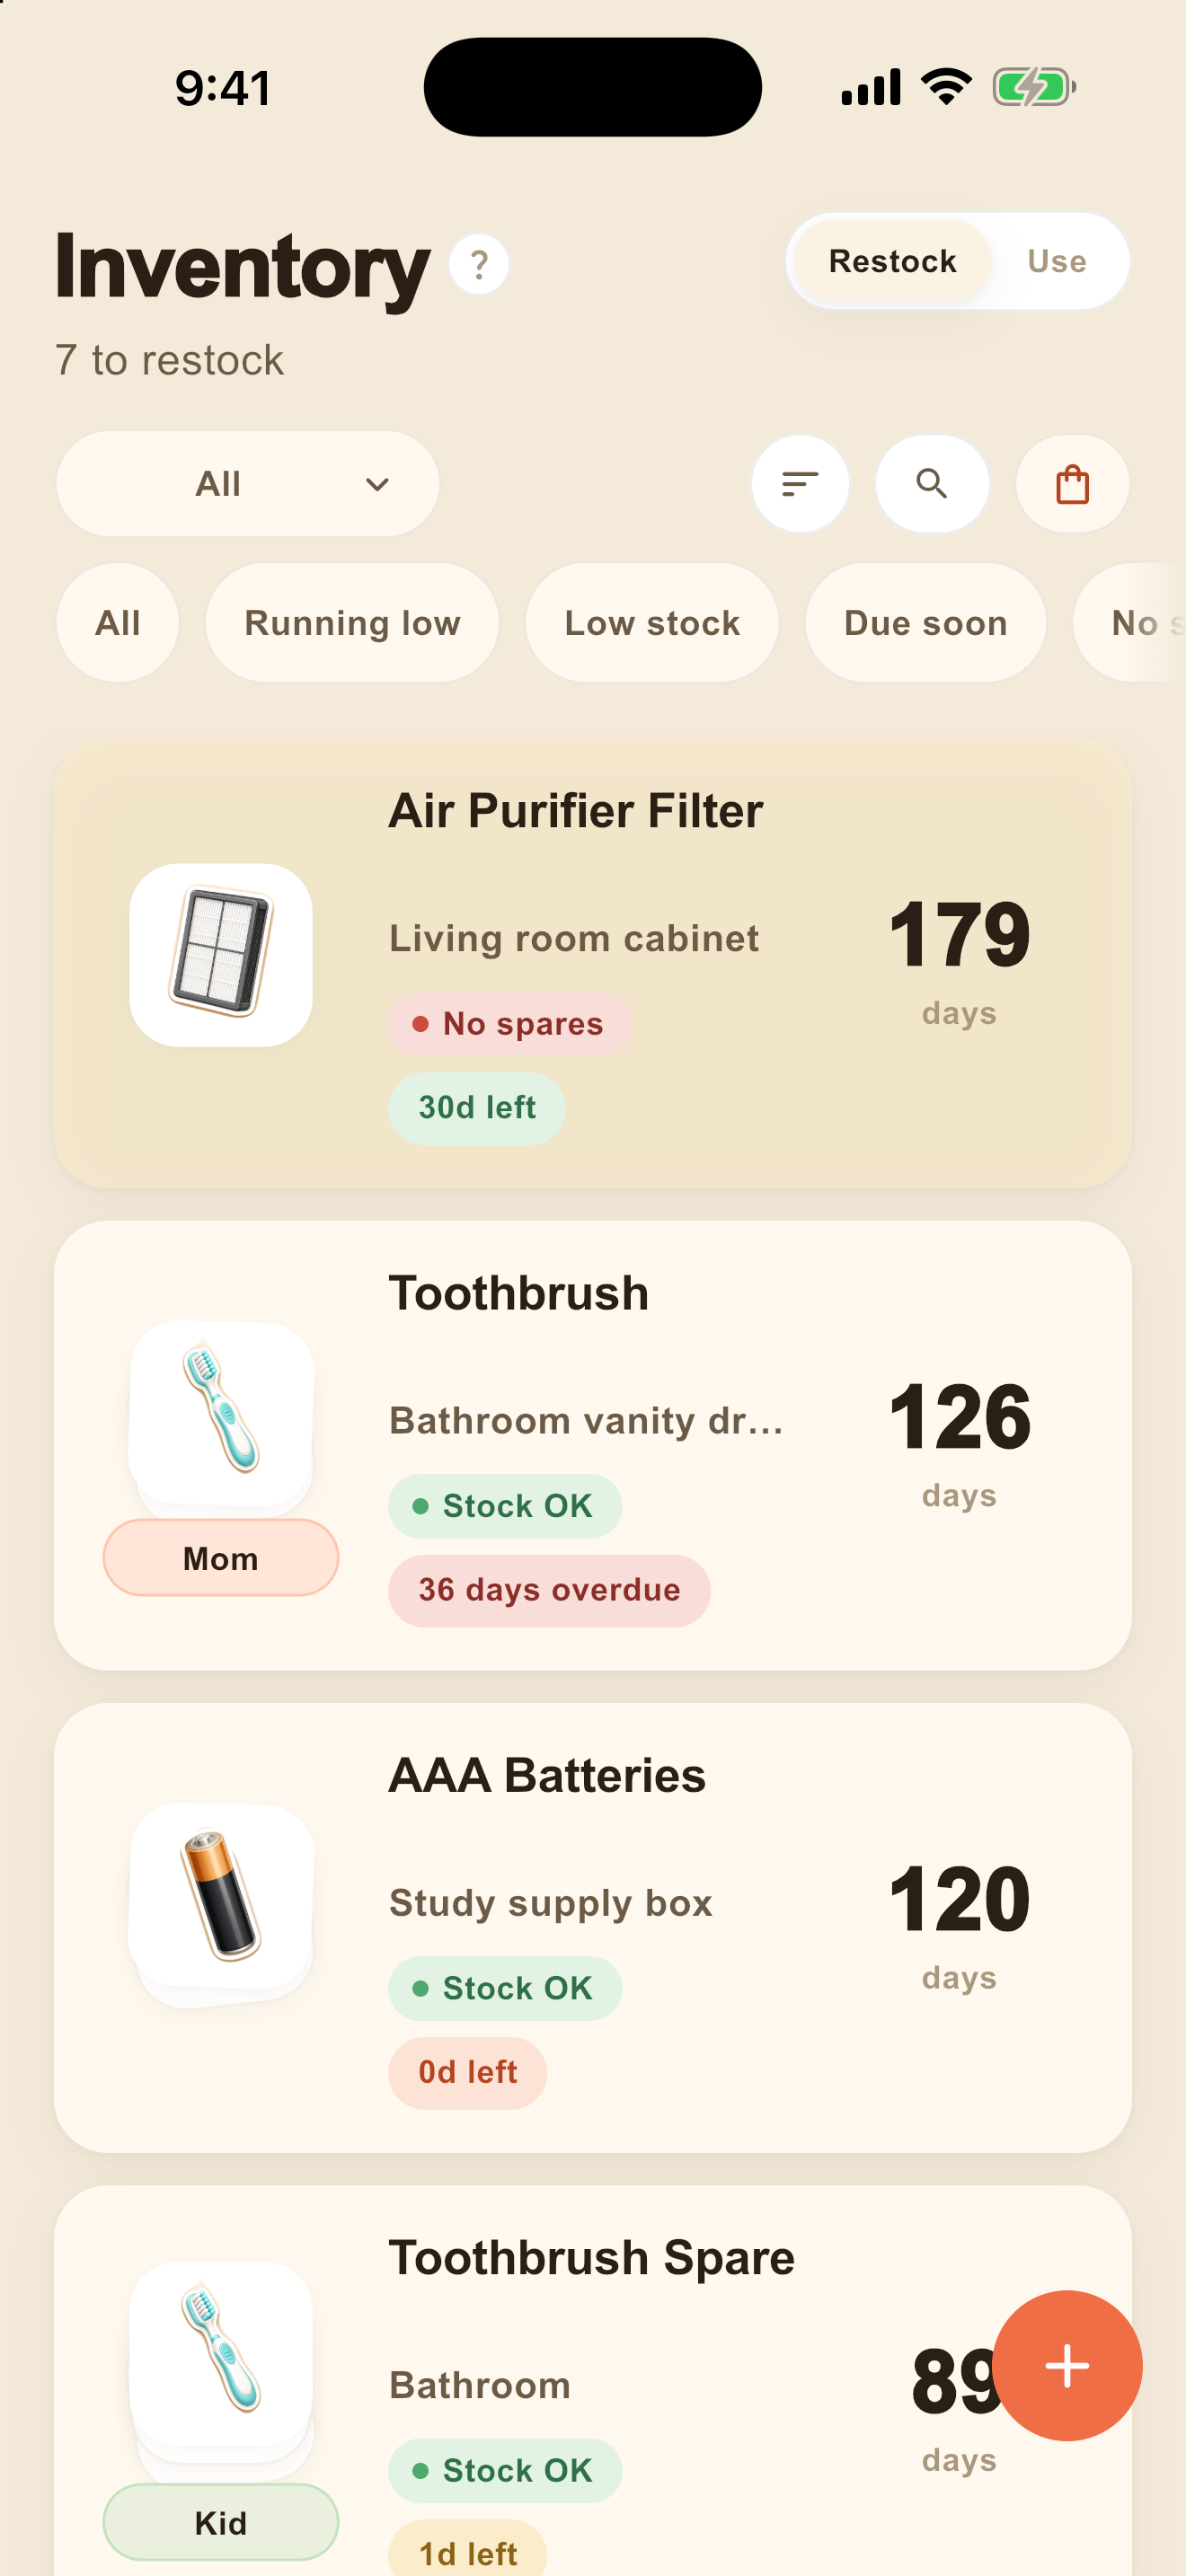 9:41
Inventory ?
Restock Use
7 to restock
All
All Running low Low stock Due soon No
Air Purifier Filter
Living room cabinet
179
days
No spares
30d left
Toothbrush
Bathroom vanity dr...
126
days
Stock OK
Mom
36 days overdue
AAA Batteries
Study supply box
120
days
Stock OK
0d left
Toothbrush Spare
Bathroom
89
days
Stock OK
Kid
1d left